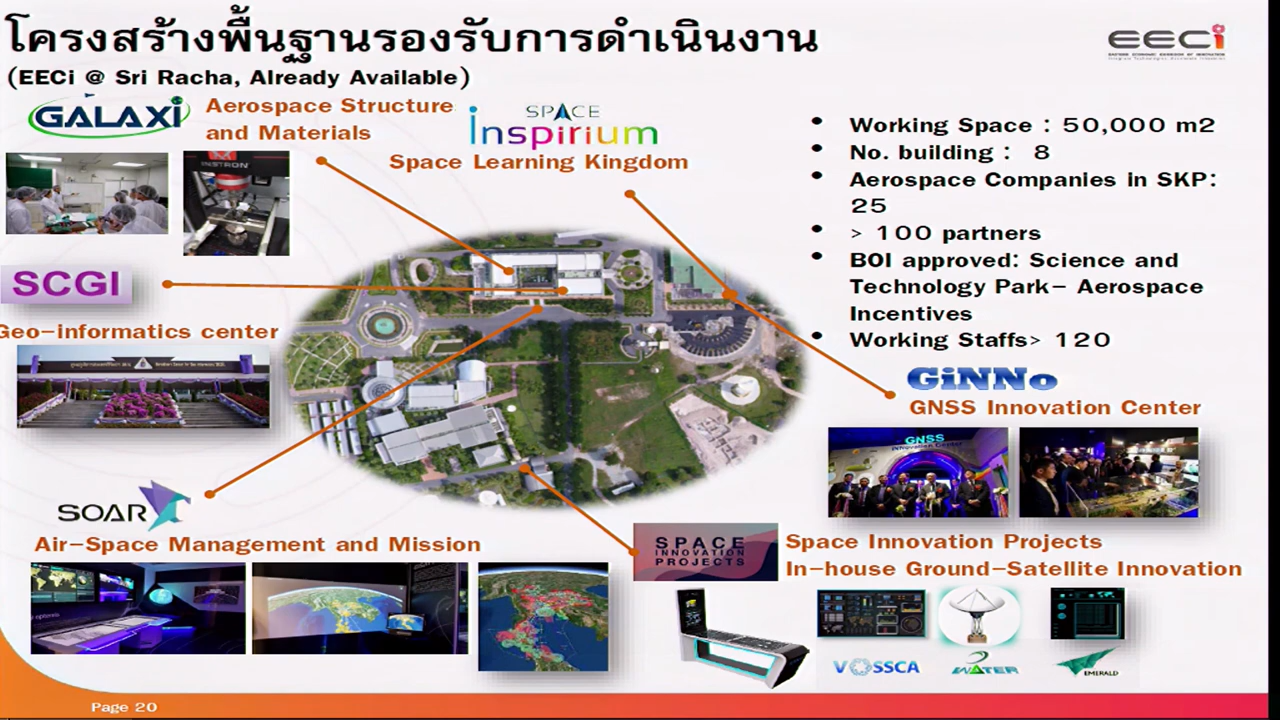 โครงสร้างพื้นฐานรองรับการดำเนินงาน
(EECi @ Sri Racha, Already Available)
EECi
GALAXI
Aerospace Structure
and Materials
SPACE
Inspirium
Space Learning Kingdom
• Working Space : 50,000 m2
• No. building : 8
• Aerospace Companies in SKP:
25
• > 100 partners
• BOI approved: Science and
Technology Park- Aerospace
Incentives
• Working Staffs> 120
INSTRON
SCGI
Geo-informatics center
GiNNo
GNSS Innovation Center
GNSS
Innovation Center
SOAR
Air-Space Management and Mission
SPACE
INNOVATION
PROJECTS
Space Innovation Projects
In-house Ground-Satellite Innovation
VOSSCA
WATER
EMERALD
Page 20